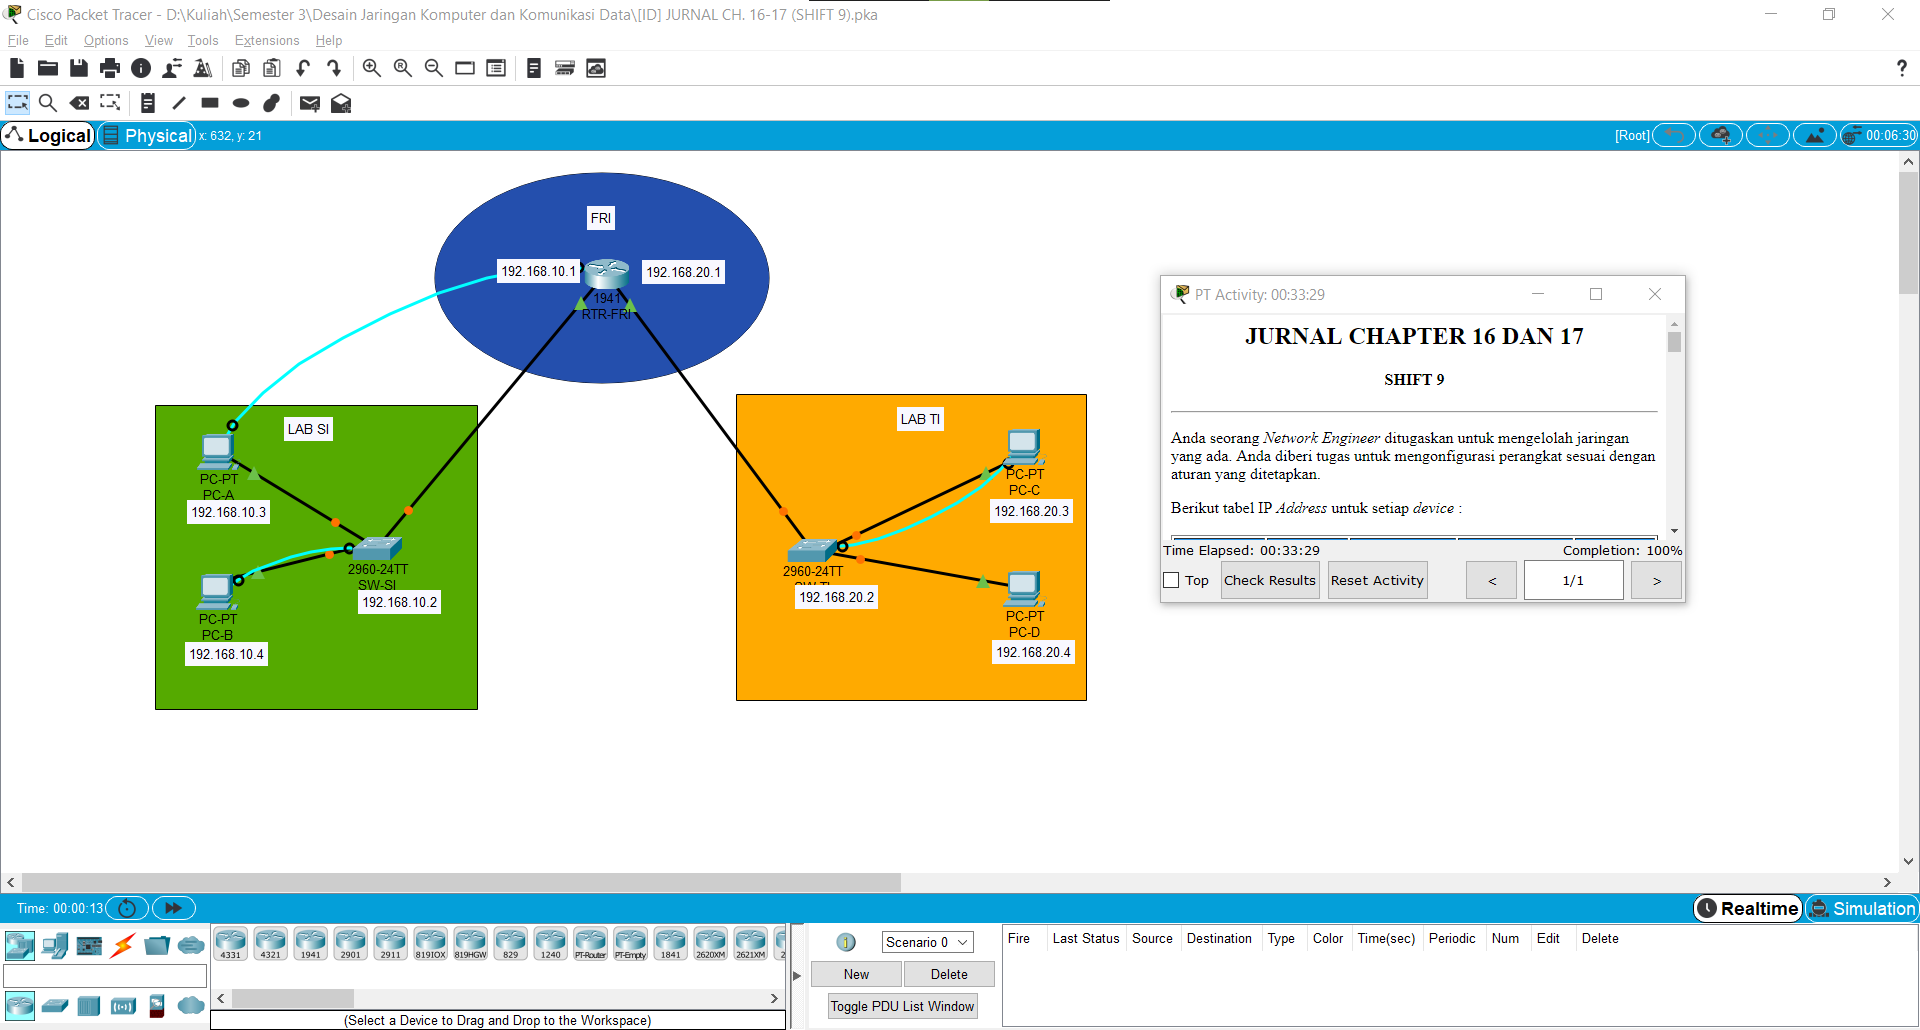 Cisco Packet Tracer - D:\Kuliah\Semester 3\Desain Jaringan Komputer dan Komunikasi Data\[ID] JURNAL CH. 16-17 (SHIFT 9).pka
File Edit Options View Tools Extensions Help
?
Logical Physical x: 632, y: 21
[Root] 00:06:30
FRI
192.168.10.1
192.168.20.1
1941
RTR-FRI
LAB SI
PC-PT
PC-A
192.168.10.3
2960-24TT
SW-SI
192.168.10.2
PC-PT
PC-B
192.168.10.4
LAB TI
PC-PT
PC-C
192.168.20.3
2960-24TT
SW-TI
192.168.20.2
PC-PT
PC-D
192.168.20.4
PT Activity: 00:33:29
JURNAL CHAPTER 16 DAN 17
SHIFT 9
Anda seorang Network Engineer ditugaskan untuk mengelolah jaringan
yang ada. Anda diberi tugas untuk mengonfigurasi perangkat sesuai dengan
aturan yang ditetapkan.
Berikut tabel IP Address untuk setiap device :
Time Elapsed: 00:33:29 Completion: 100%
Top Check Results Reset Activity < 1/1 >
Time: 00:00:13
Realtime Simulation
4331 4321 1941 2901 2911 819IOX 819HGW 829 1240 PT-Router PT-Empty 1841 2620XM 2621XM 2
(Select a Device to Drag and Drop to the Workspace)
Scenario 0
New Delete
Toggle PDU List Window
Fire Last Status Source Destination Type Color Time(sec) Periodic Num Edit Delete